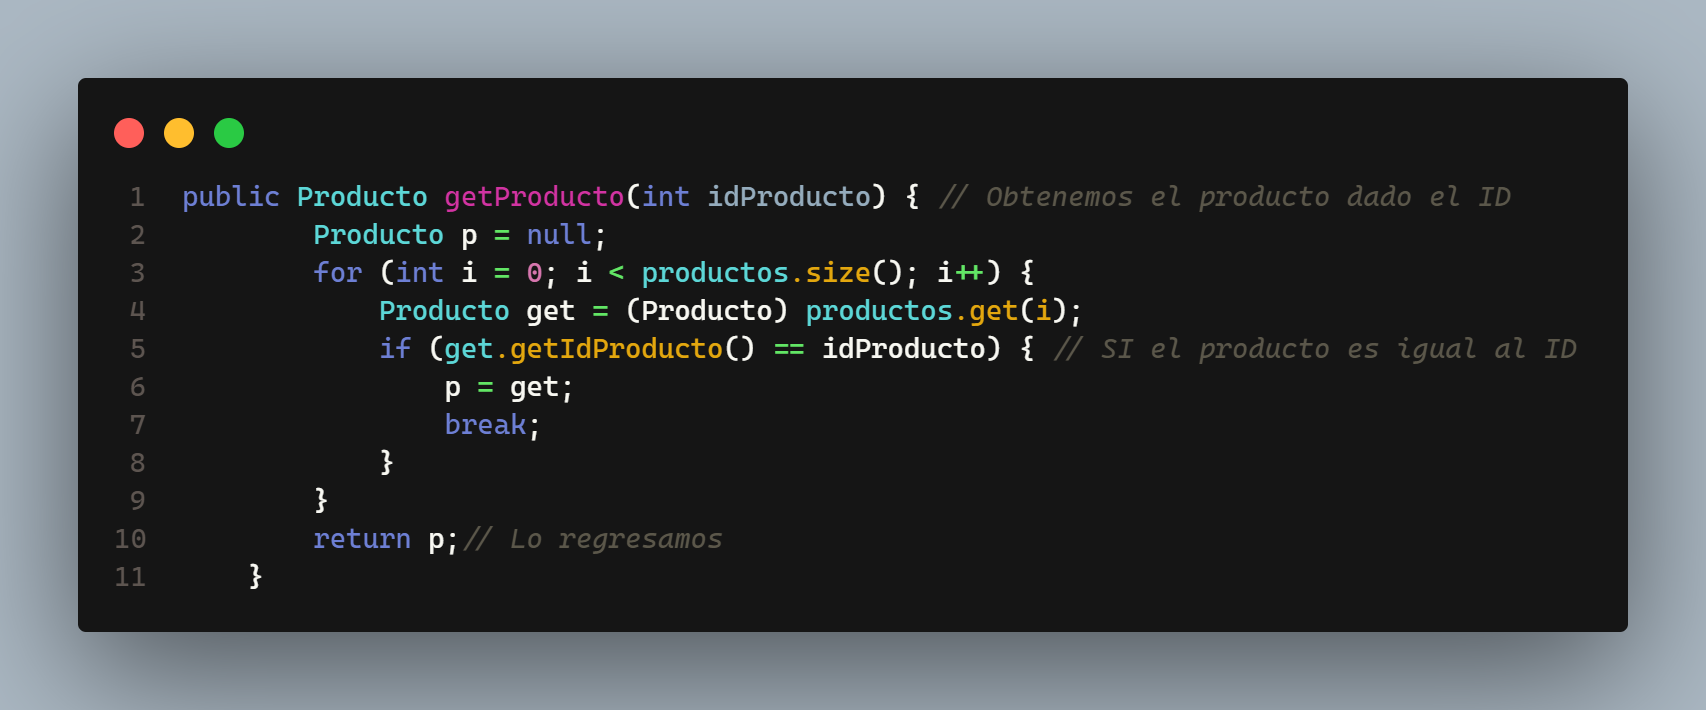 1 public Producto getProducto(int idProducto) { // Obtenemos el producto dado el ID
2 Producto p = null;
3 for (int i = 0; i < productos.size(); i++) {
4 Producto get = (Producto) productos.get(i);
5 if (get.getIdProducto() == idProducto) { // SI el producto es igual al ID
6 p = get;
7 break;
8 }
9 }
10 return p;// Lo regresamos
11 }